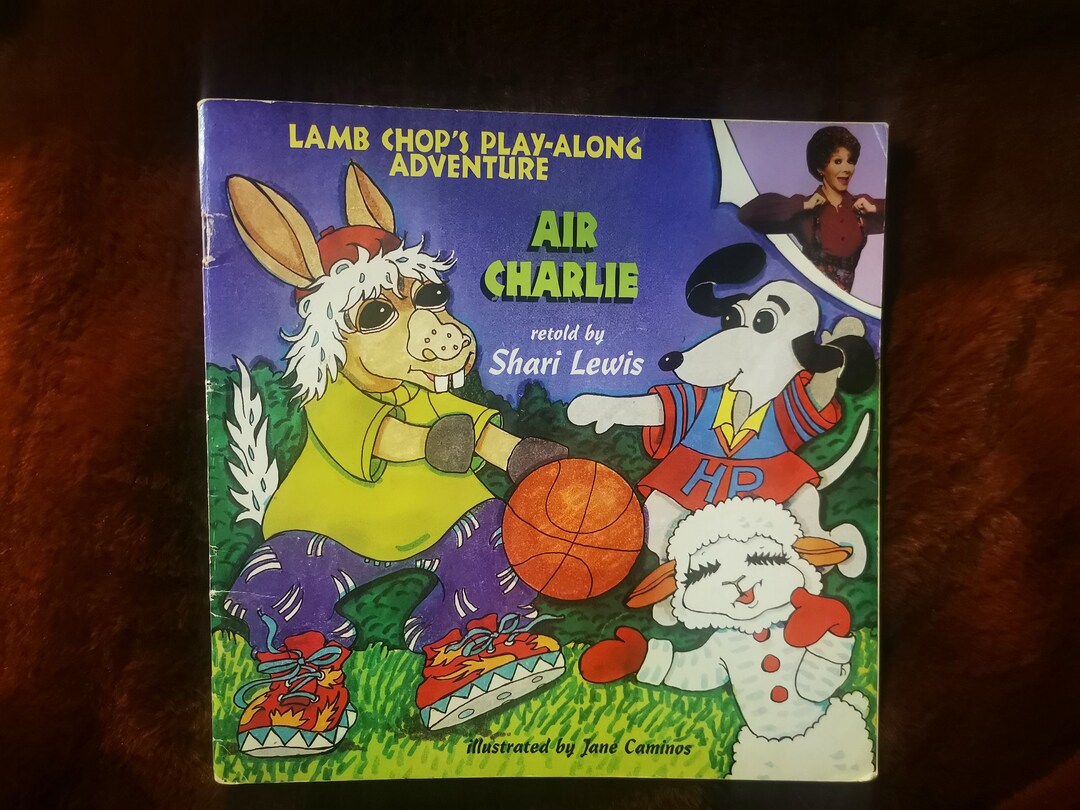 LAMB CHOP'S PLAY-ALONG
ADVENTURE
AIR
CHARLIE
retold by
Shari Lewis
HP
illustrated by Jane Caminos